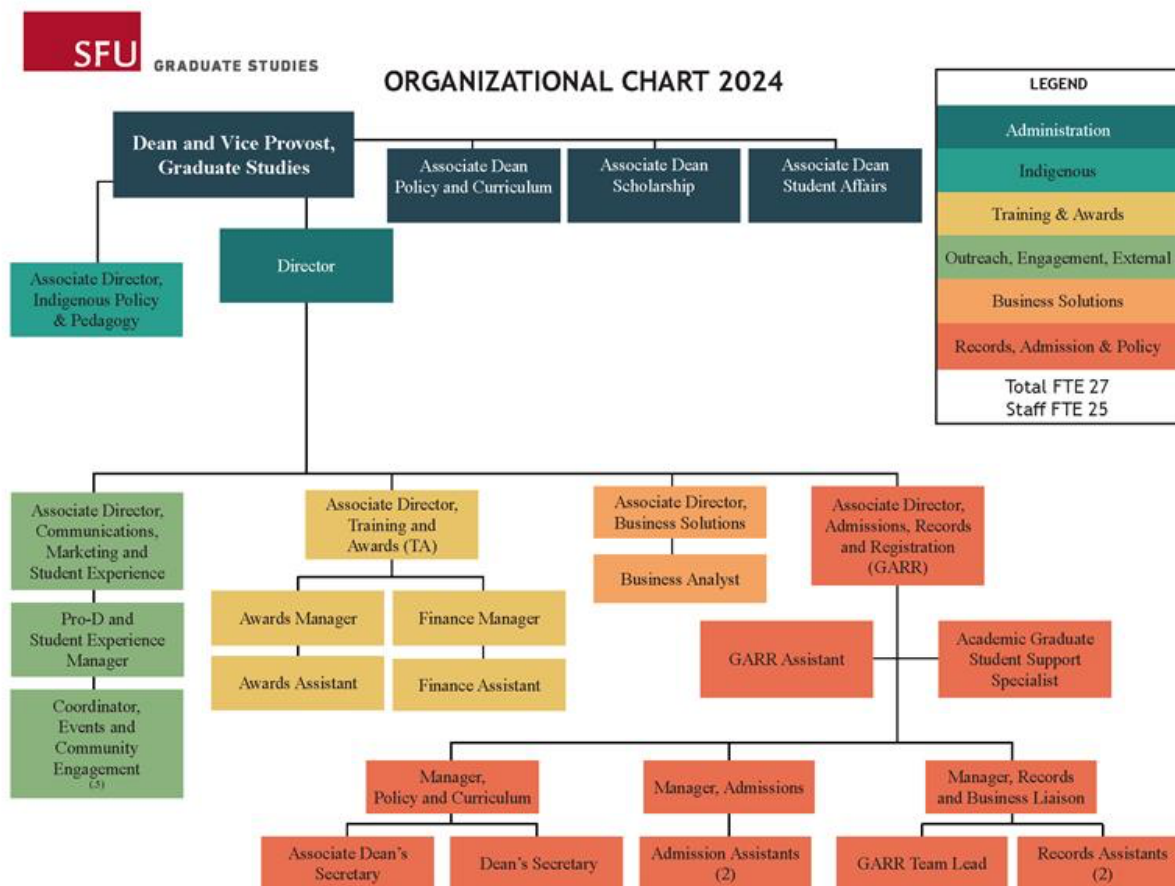 SFU GRADUATE STUDIES
ORGANIZATIONAL CHART 2024
LEGEND
Administration
Indigenous
Training & Awards
Outreach, Engagement, External
Business Solutions
Records, Admission & Policy
Total FTE 27
Staff FTE 25
Dean and Vice Provost,
Graduate Studies
Associate Dean
Policy and Curriculum
Associate Dean
Scholarship
Associate Dean
Student Affairs
Director
Associate Director,
Indigenous Policy
& Pedagogy
Associate Director,
Communications,
Marketing and
Student Experience
Pro-D and
Student Experience
Manager
Coordinator,
Events and
Community
Engagement
(.5)
Associate Director,
Training and
Awards (TA)
Awards Manager
Awards Assistant
Finance Manager
Finance Assistant
Associate Director,
Business Solutions
Business Analyst
Associate Director,
Admissions, Records
and Registration
(GARR)
GARR Assistant
Academic Graduate
Student Support
Specialist
Manager,
Policy and Curriculum
Associate Dean's
Secretary
Dean's Secretary
Manager, Admissions
Admission Assistants
(2)
Manager, Records
and Business Liaison
GARR Team Lead
Records Assistants
(2)